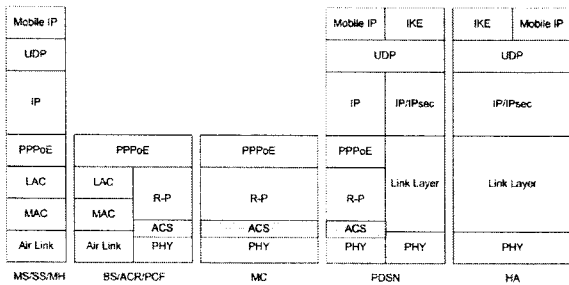 Mobile IP
UDP
IP
PPPoE
LAC
MAC
Air Link
MS/SS/MH
PPPoE
LAC
R-P
MAC
ACS
Air Link
PHY
BS/ACR/PCF
PPPoE
R-P
ACS
PHY
MC
Mobile IP
IKE
UDP
IP
IP/IPsec
PPPoE
Link Layer
R-P
ACS
PHY
PHY
PDSN
IKE
Mobile IP
UDP
IP/IPsec
Link Layer
PHY
HA